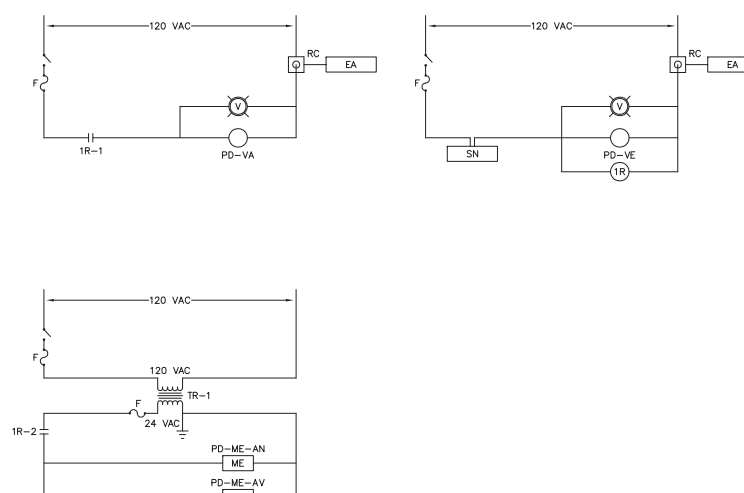 120 VAC
RC
EA
F
V
1R-1
PD-VA
120 VAC
RC
EA
F
V
SN
PD-VE
1R
120 VAC
F
120 VAC
TR-1
F
24 VAC
1R-2
PD-ME-AN
ME
PD-ME-AV